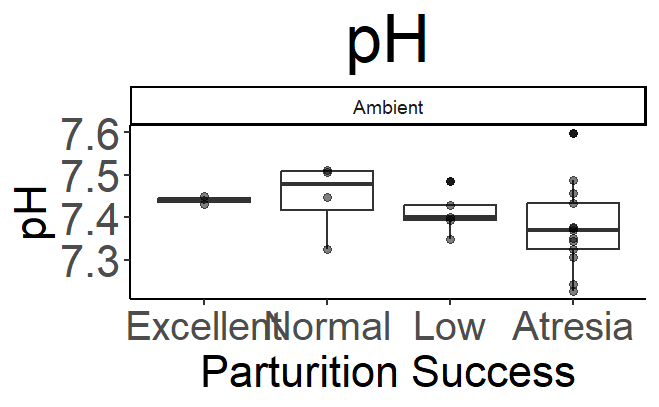 pH
Ambient
7.6
7.5
7.4
7.3
pH
Excellent Normal Low Atresia
Parturition Success